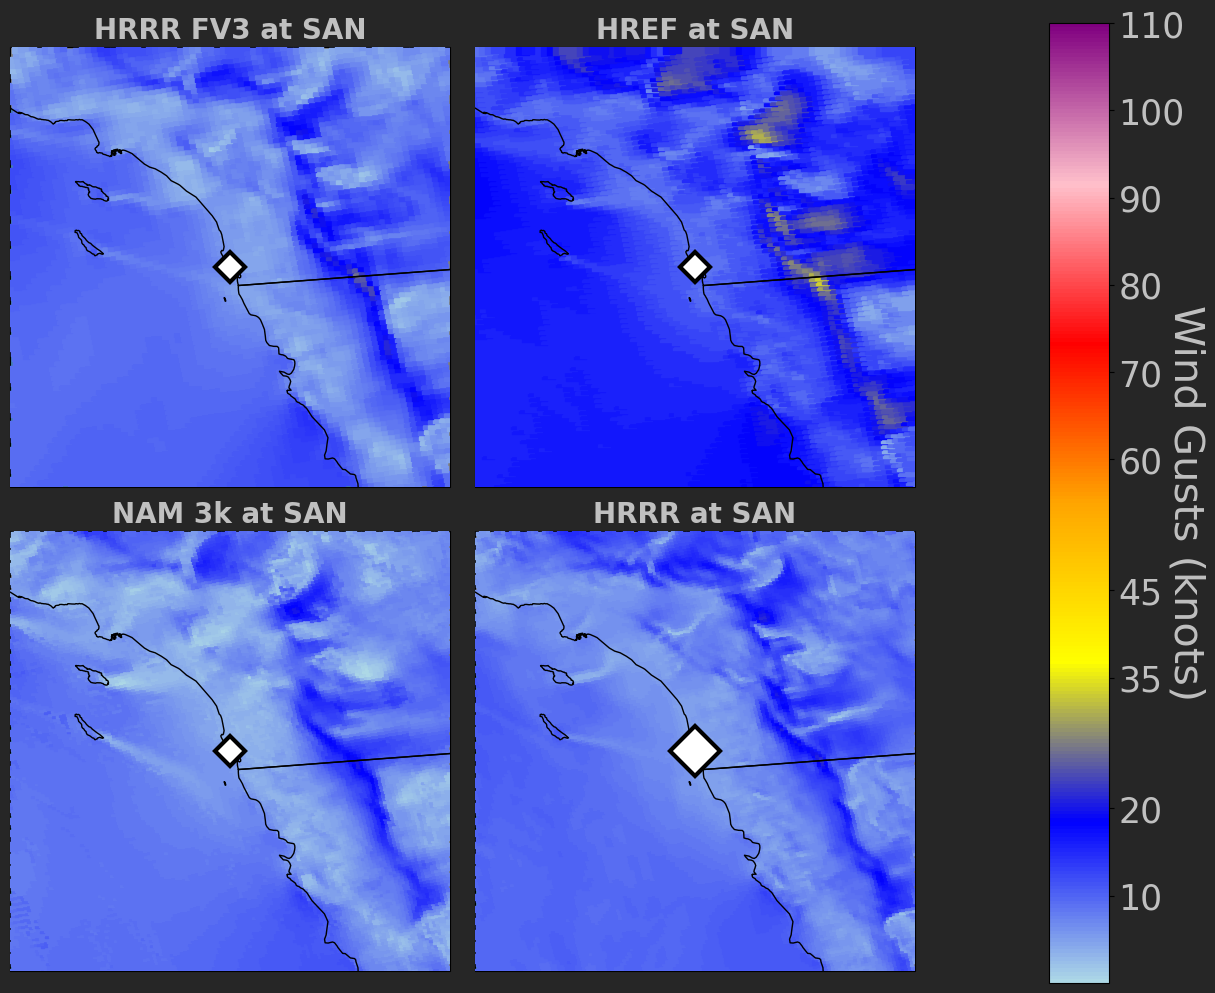 HRRR FV3 at SAN
HREF at SAN
NAM 3k at SAN
HRRR at SAN
110
100
90
80
70
60
45
35
20
10
Wind Gusts (knots)